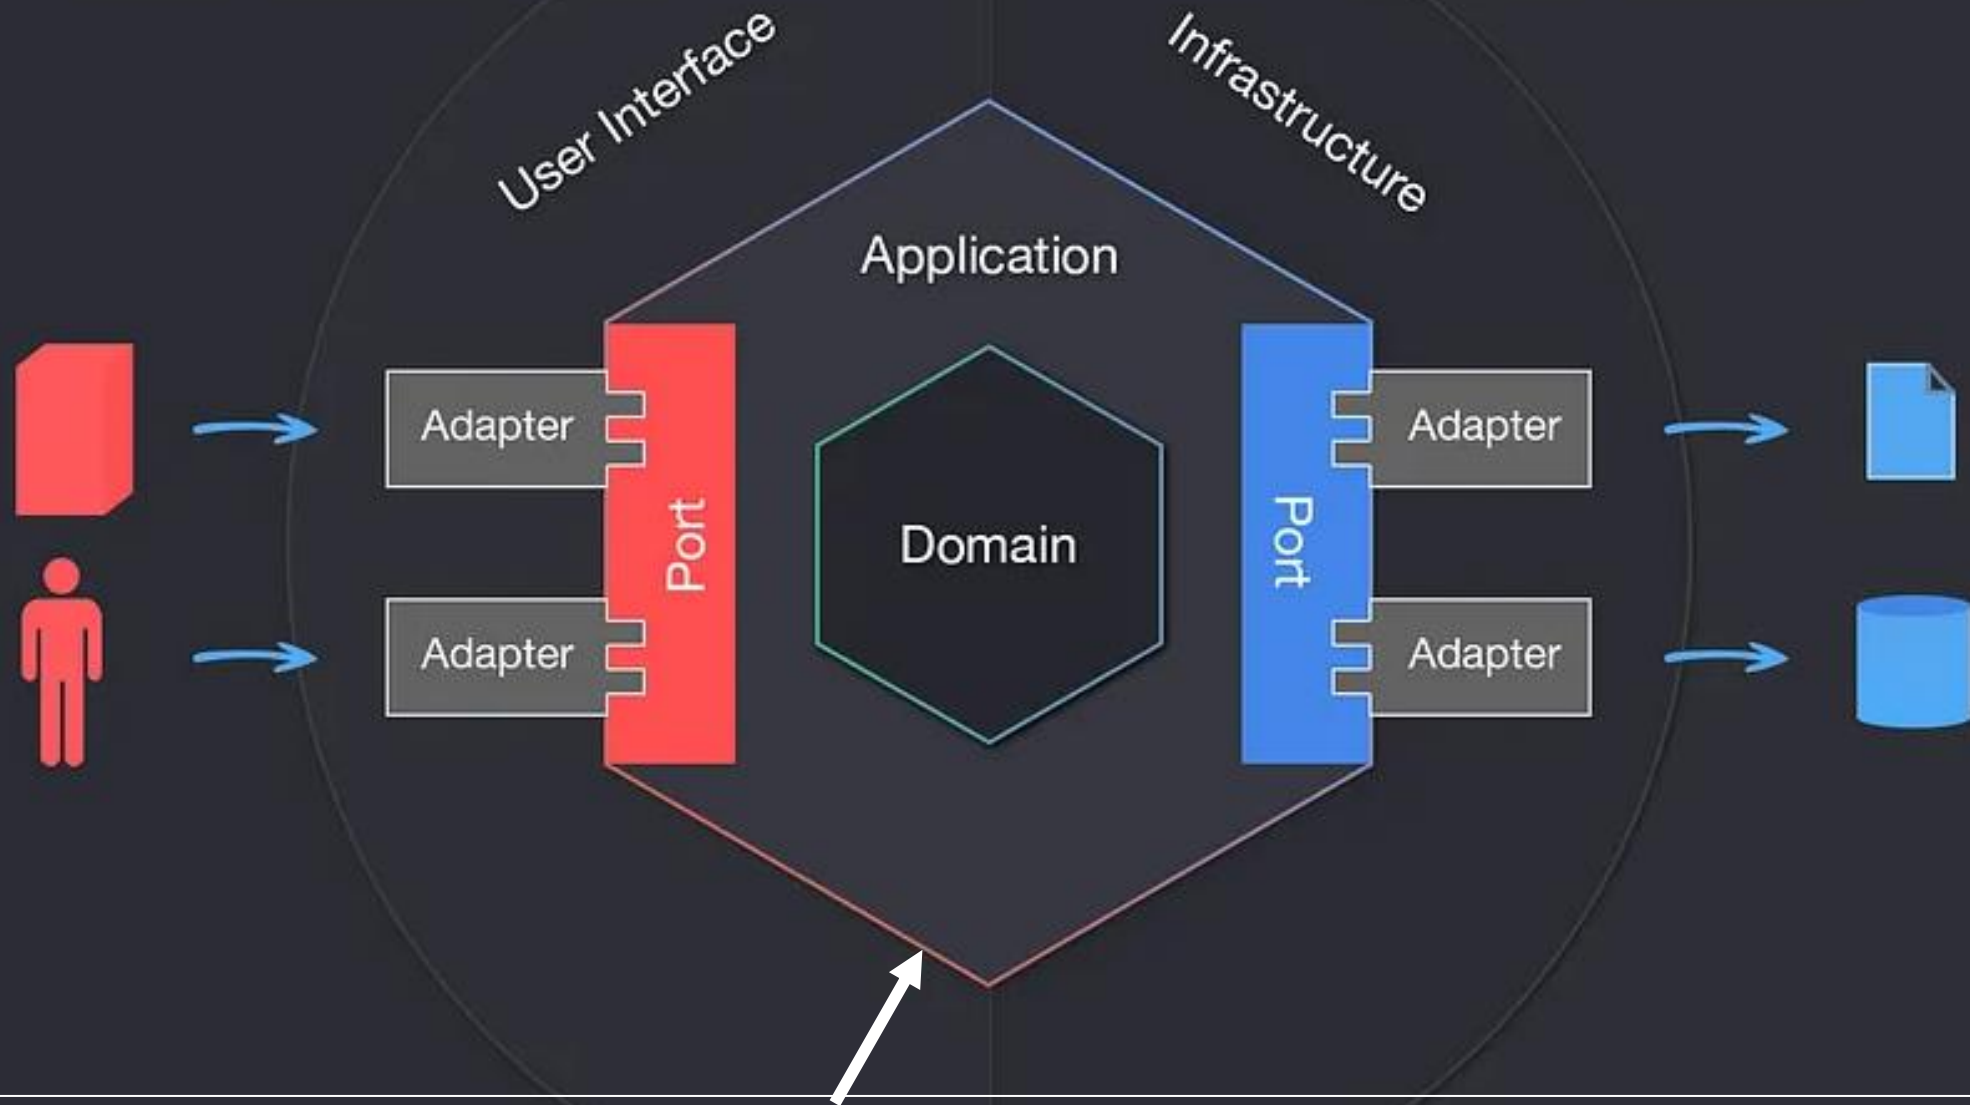 User Interface
Infrastructure
Application
Adapter
Adapter
Port
Domain
Port
Adapter
Adapter